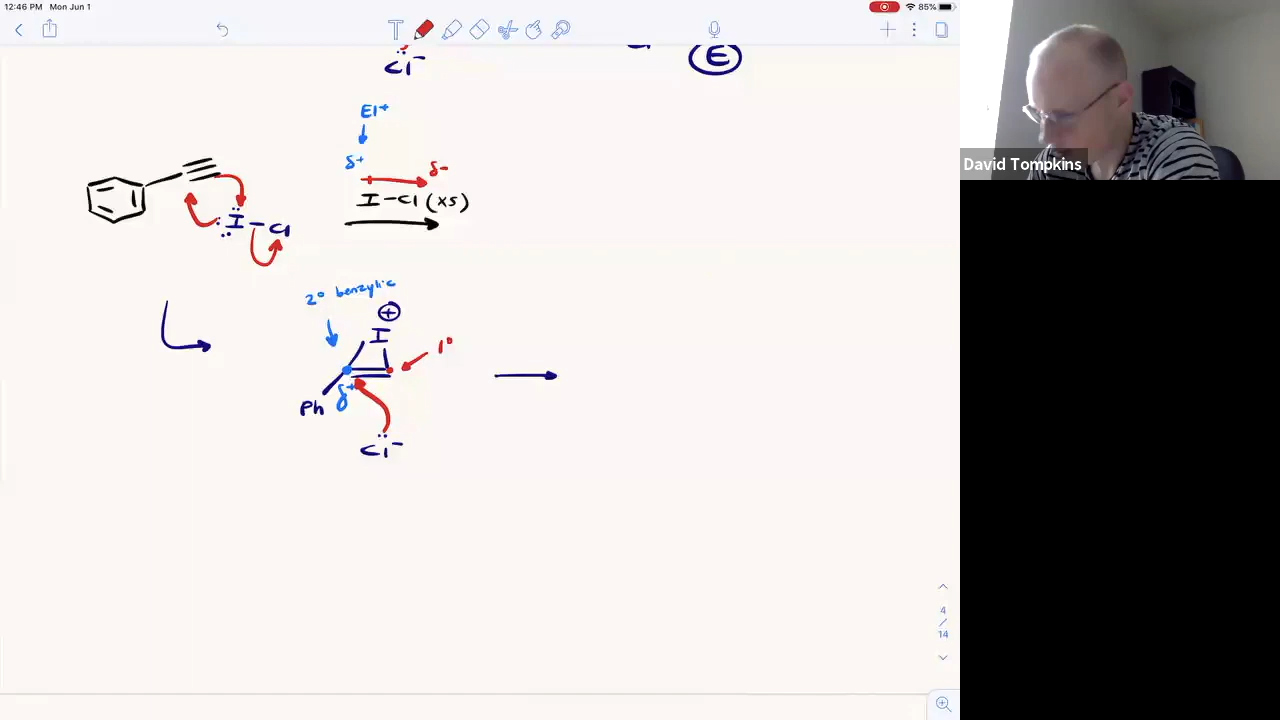 12:46 PM Mon Jun 1
85%
T
Cl⁻
E
El⁺
δ⁺
δ-
I-Cl (xs)
I-Cl
2° benzylic
+
I
1°
δ⁺
Ph
Cl⁻
4
/
14
David Tompkins